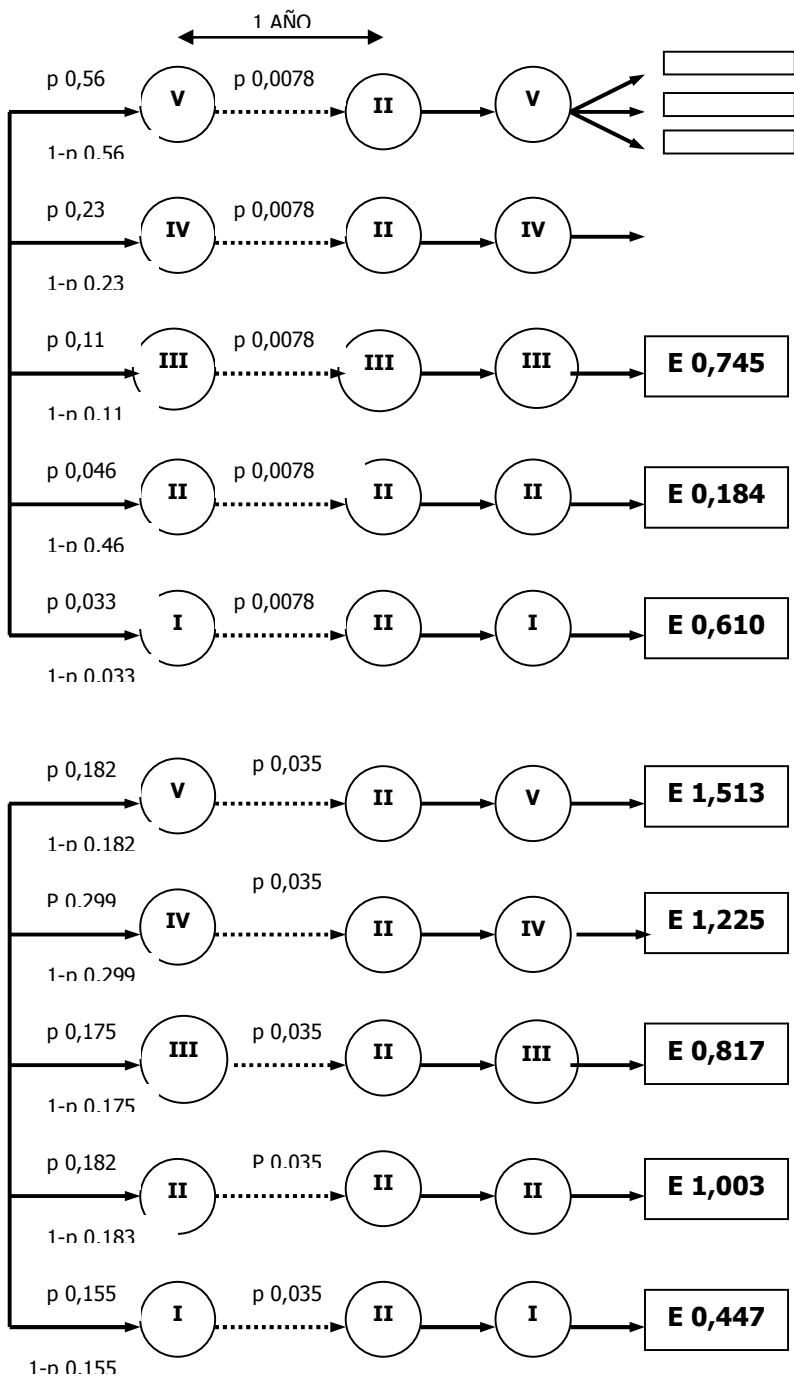 1 AÑO
p 0,56 V p 0,0078 II V
1-p 0.56
p 0,23 IV p 0,0078 II IV
1-p 0.23
p 0,11 III p 0,0078 III III E 0,745
1-p 0.11
p 0,046 II p 0,0078 II II E 0,184
1-p 0.46
p 0,033 I p 0,0078 II I E 0,610
1-p 0.033
p 0,182 V p 0,035 II V E 1,513
1-p 0.182
P 0.299 IV p 0,035 II IV E 1,225
1-p 0.299
p 0,175 III p 0,035 II III E 0,817
1-p 0.175
p 0,182 II P 0.035 II II E 1,003
1-p 0.183
p 0,155 I p 0,035 II I E 0,447
1-p 0.155